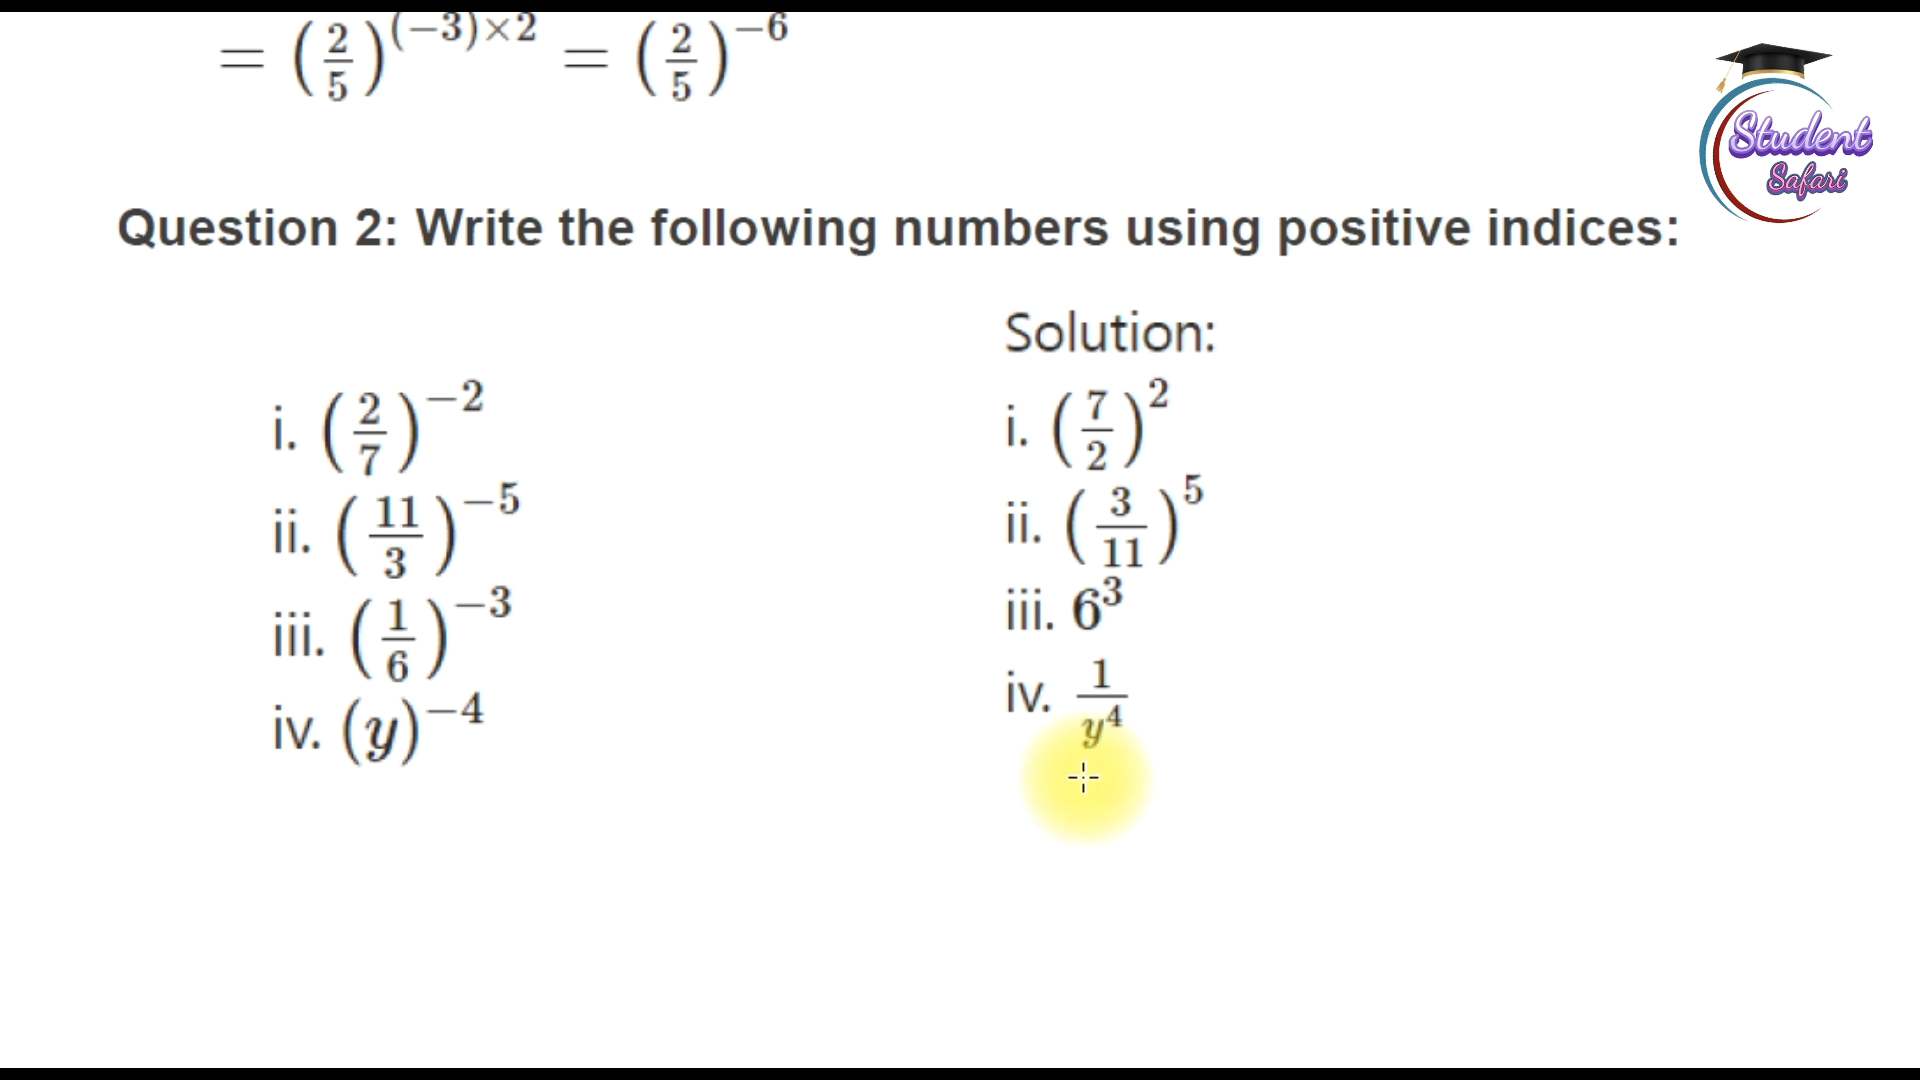 = (2/5)^(−3)×2 = (2/5)^−6
Student
Safari
Question 2: Write the following numbers using positive indices:
i. (2/7)^−2
ii. (11/3)^−5
iii. (1/6)^−3
iv. (y)^−4
Solution:
i. (7/2)^2
ii. (3/11)^5
iii. 6^3
iv. 1/y^4